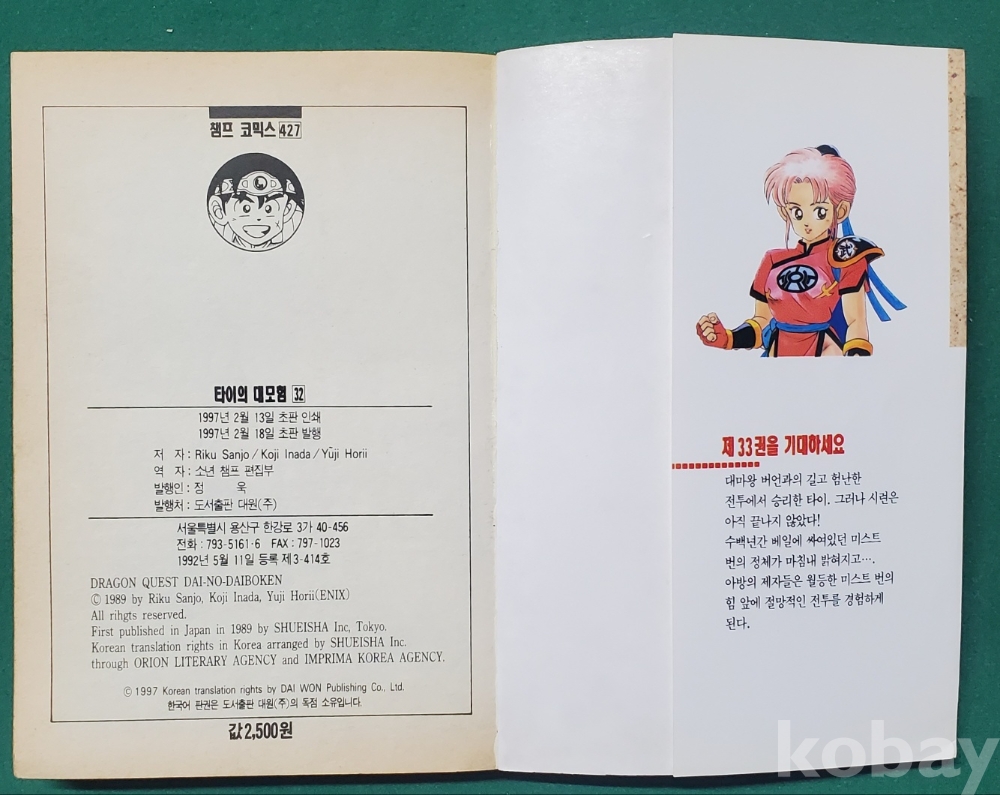 챔프 코믹스 427
타이의 대모험 32
1997년 2월 13일 초판 인쇄
1997년 2월 18일 초판 발행
저 자 : Riku Sanjo / Koji Inada / Yūji Horii
역 자 : 소년 챔프 편집부
발행인 : 정 욱
발행처 : 도서출판 대원(주)
서울특별시 용산구 한강로 3가 40-456
전화 : 793-5161-6 FAX : 797-1023
1992년 5월 11일 등록 제3-414호
DRAGON QUEST DAI-NO-DAIBOKEN
© 1989 by Riku Sanjo, Koji Inada, Yuji Horii(ENIX)
All rihgts reserved.
First published in Japan in 1989 by SHUEISHA Inc, Tokyo.
Korean translation rights in Korea arranged by SHUEISHA Inc.
through ORION LITERARY AGENCY and IMPRIMA KOREA AGENCY.
© 1997 Korean translation rights by DAI WON Publishing Co., Ltd.
한국어 판권은 도서출판 대원(주)의 독점 소유입니다.
값 2,500원
武
제 33권을 기대하세요
대마왕 버언과의 길고 험난한
전투에서 승리한 타이. 그러나 시련은
아직 끝나지 않았다!
수백년간 베일에 싸여있던 미스트
번의 정체가 마침내 밝혀지고….
아방의 제자들은 월등한 미스트 번의
힘 앞에 절망적인 전투를 경험하게
된다.
kobay